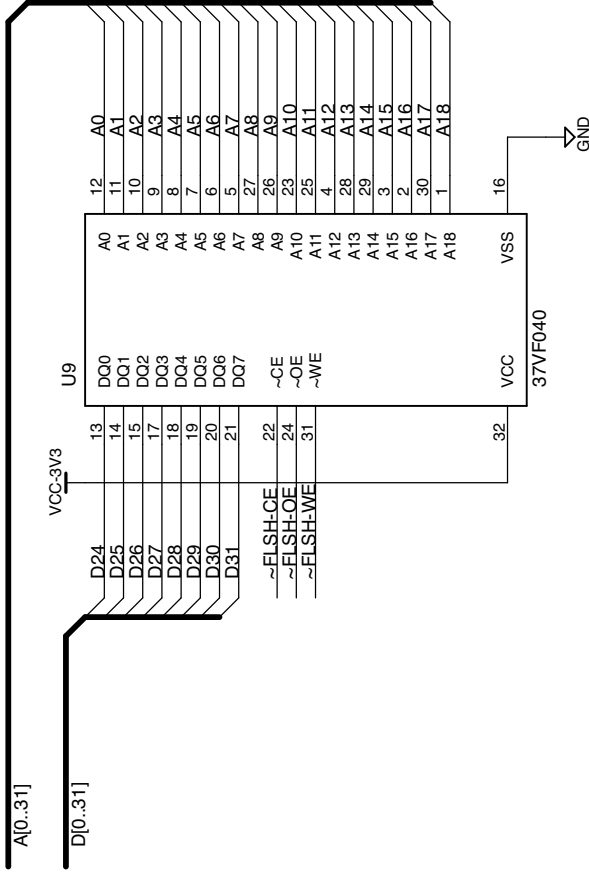 A[0..31]
D[0..31]
VCC-3V3
GND
U9
37VF040
D24 13 DQ0
D25 14 DQ1
D26 15 DQ2
D27 17 DQ3
D28 18 DQ4
D29 19 DQ5
D30 20 DQ6
D31 21 DQ7
~FLSH-CE 22 ~CE
~FLSH-OE 24 ~OE
~FLSH-WE 31 ~WE
32 VCC
A0 12 A0
A1 11 A1
A2 10 A2
A3 9 A3
A4 8 A4
A5 7 A5
A6 6 A6
A7 5 A7
A8 27 A8
A9 26 A9
A10 23 A10
A11 25 A11
A12 4 A12
A13 28 A13
A14 29 A14
A15 3 A15
A16 2 A16
A17 30 A17
A18 1 A18
VSS 16